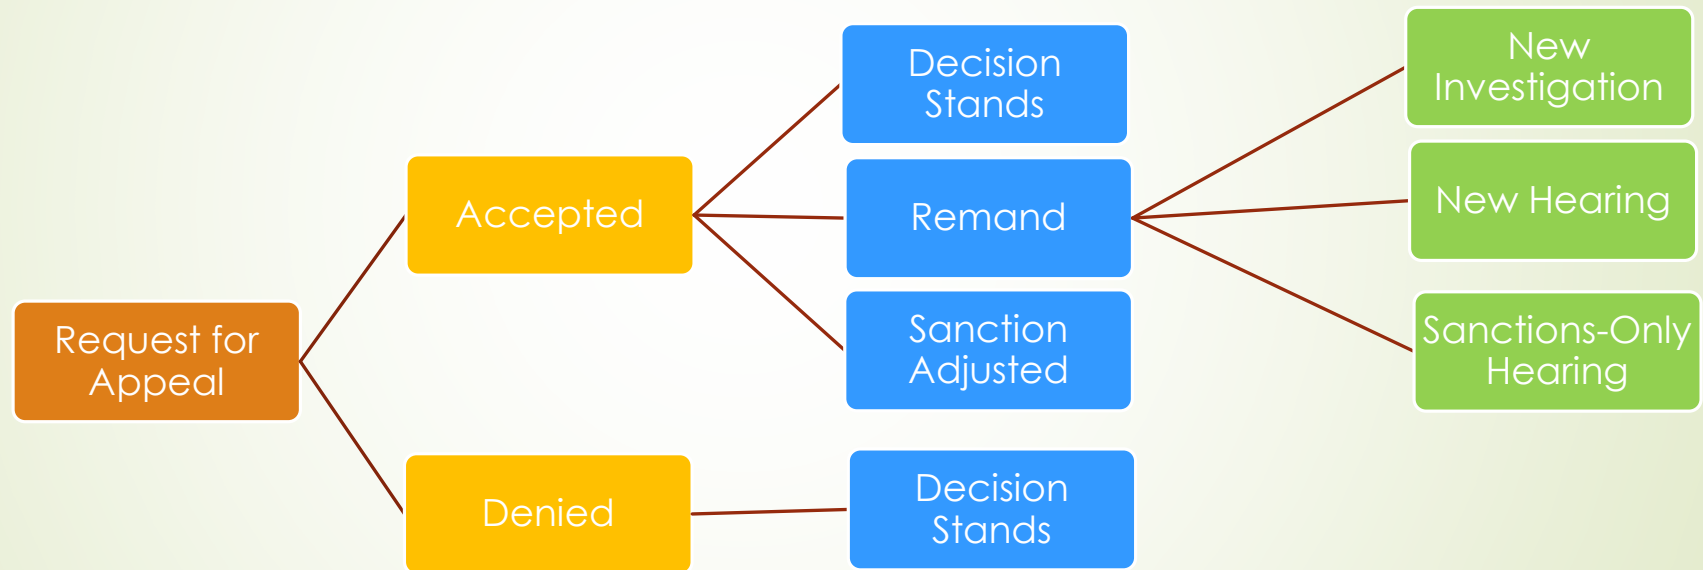 Request for
Appeal
Accepted
Denied
Decision
Stands
Remand
Sanction
Adjusted
Decision
Stands
New
Investigation
New Hearing
Sanctions-Only
Hearing